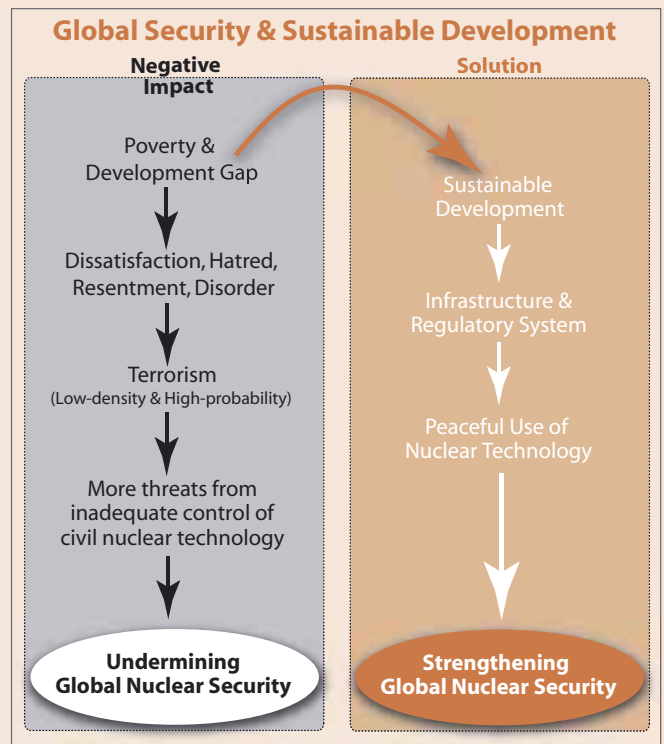 Global Security & Sustainable Development
Negative
Impact
Poverty &
Development Gap
Dissatisfaction, Hatred,
Resentment, Disorder
Terrorism
(Low-density & High-probability)
More threats from
inadequate control of
civil nuclear technology
Undermining
Global Nuclear Security
Solution
Sustainable
Development
Infrastructure &
Regulatory System
Peaceful Use of
Nuclear Technology
Strengthening
Global Nuclear Security